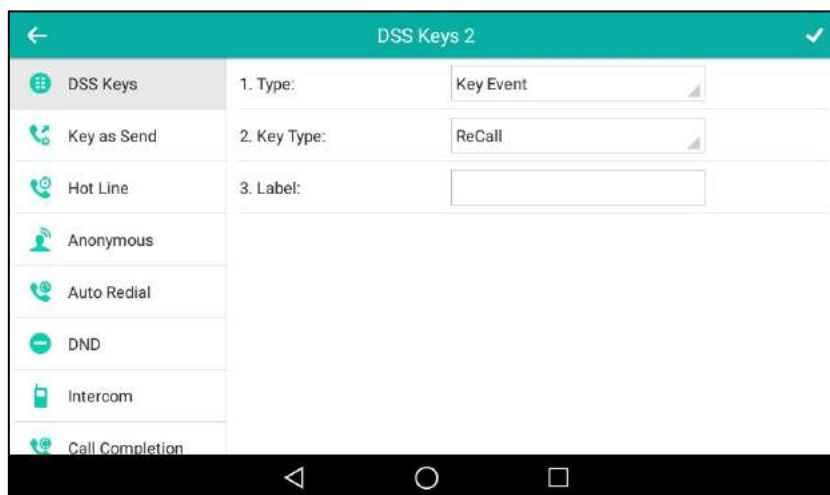 DSS Keys 2
DSS Keys
1. Type:
Key Event
Key as Send
2. Key Type:
ReCall
Hot Line
3. Label:
Anonymous
Auto Redial
DND
Intercom
Call Completion